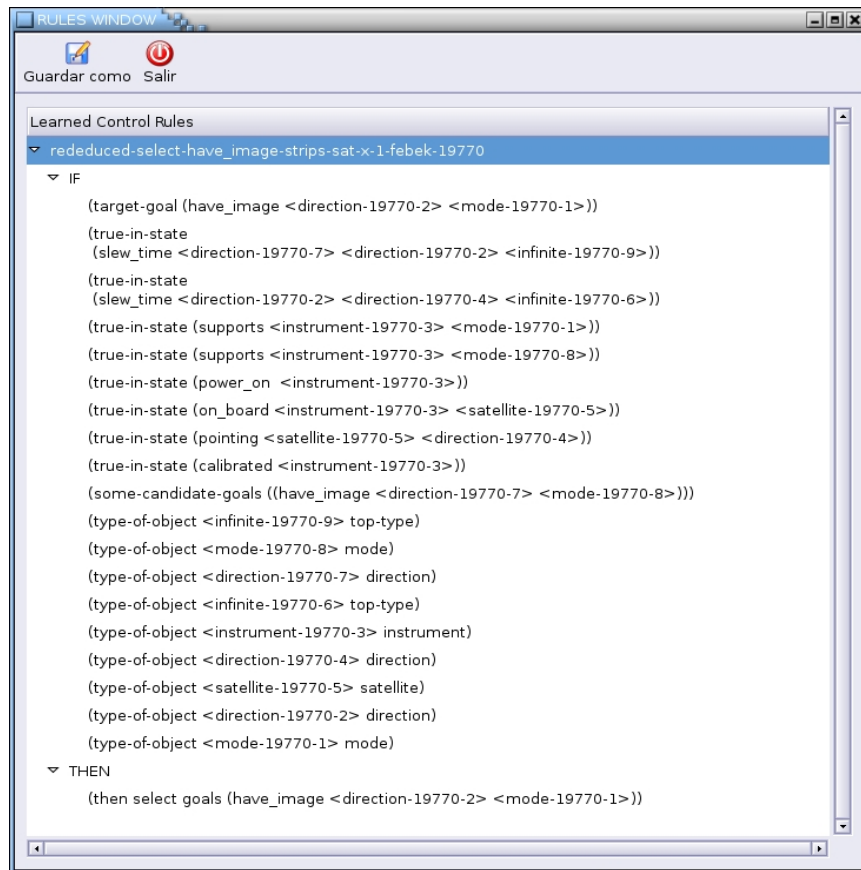 RULES WINDOW
Guardar como Salir
Learned Control Rules
rededuced-select-have_image-strips-sat-x-1-febek-19770
IF
(target-goal (have_image <direction-19770-2> <mode-19770-1>))
(true-in-state
(slew_time <direction-19770-7> <direction-19770-2> <infinite-19770-9>))
(true-in-state
(slew_time <direction-19770-2> <direction-19770-4> <infinite-19770-6>))
(true-in-state (supports <instrument-19770-3> <mode-19770-1>))
(true-in-state (supports <instrument-19770-3> <mode-19770-8>))
(true-in-state (power_on <instrument-19770-3>))
(true-in-state (on_board <instrument-19770-3> <satellite-19770-5>))
(true-in-state (pointing <satellite-19770-5> <direction-19770-4>))
(true-in-state (calibrated <instrument-19770-3>))
(some-candidate-goals ((have_image <direction-19770-7> <mode-19770-8>)))
(type-of-object <infinite-19770-9> top-type)
(type-of-object <mode-19770-8> mode)
(type-of-object <direction-19770-7> direction)
(type-of-object <infinite-19770-6> top-type)
(type-of-object <instrument-19770-3> instrument)
(type-of-object <direction-19770-4> direction)
(type-of-object <satellite-19770-5> satellite)
(type-of-object <direction-19770-2> direction)
(type-of-object <mode-19770-1> mode)
THEN
(then select goals (have_image <direction-19770-2> <mode-19770-1>))